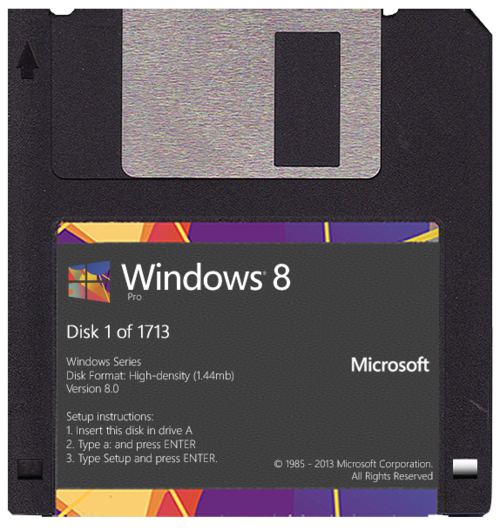 Windows® 8
Pro
Disk 1 of 1713
Windows Series
Disk Format: High-density (1.44mb)
Version 8.0
Microsoft
Setup instructions:
1. Insert this disk in drive A
2. Type a: and press ENTER
3. Type Setup and press ENTER.
© 1985 - 2013 Microsoft Corporation.
All Rights Reserved